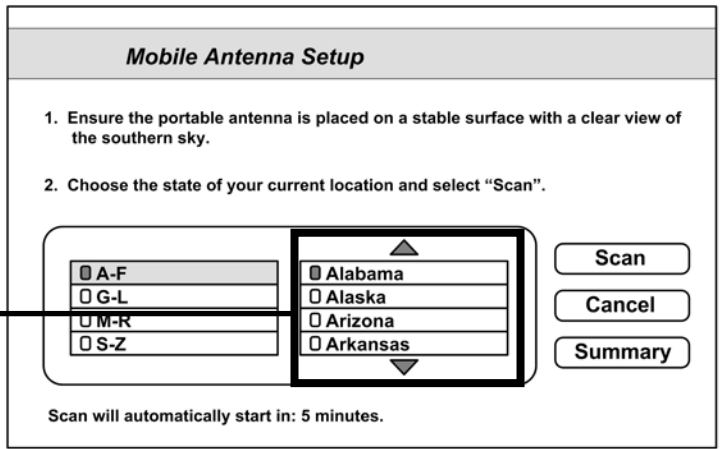 Mobile Antenna Setup
1. Ensure the portable antenna is placed on a stable surface with a clear view of
the southern sky.
2. Choose the state of your current location and select “Scan”.
A-F
G-L
M-R
S-Z
Alabama
Alaska
Arizona
Arkansas
Scan
Cancel
Summary
Scan will automatically start in: 5 minutes.